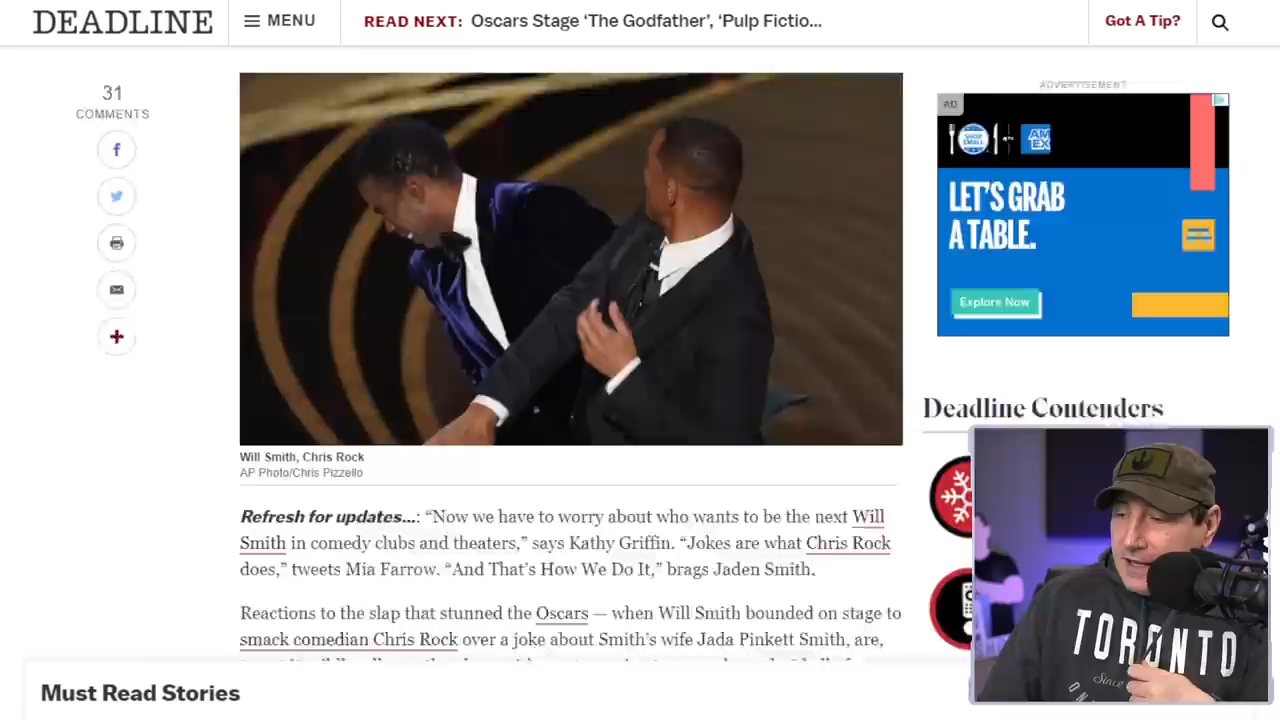 DEADLINE
MENU
READ NEXT: Oscars Stage 'The Godfather', 'Pulp Fictio...
Got A Tip?
31
COMMENTS
ADVERTISEMENT
AD
SHOP SMALL
AM EX
LET'S GRAB
A TABLE.
Explore Now
Deadline Contenders
Will Smith, Chris Rock
AP Photo/Chris Pizzello
Refresh for updates...: “Now we have to worry about who wants to be the next Will
Smith in comedy clubs and theaters,” says Kathy Griffin. “Jokes are what Chris Rock
does,” tweets Mia Farrow. “And That’s How We Do It,” brags Jaden Smith.
Reactions to the slap that stunned the Oscars — when Will Smith bounded on stage to
smack comedian Chris Rock over a joke about Smith’s wife Jada Pinkett Smith, are,
Must Read Stories
TORONTO
Since